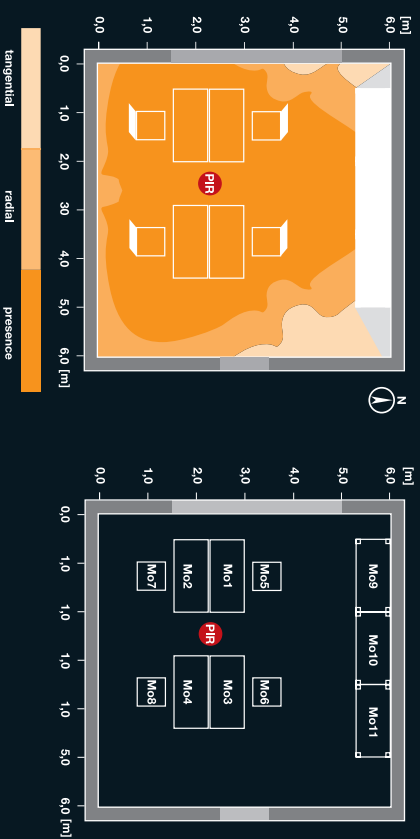 [m]
6,0
5,0
4,0
3,0
2,0
1,0
0,0
PIR
0,0 1,0 2,0 30 4,0 5,0 6,0 [m]
tangential radial presence
N
[m]
6,0
5,0
4,0
3,0
2,0
1,0
0,0
Mo9 Mo10 Mo11
Mo5 Mo6
Mo1 Mo3
PIR
Mo2 Mo4
Mo7 Mo8
0,0 1,0 1,0 1,0 1,0 5,0 6,0 [m]